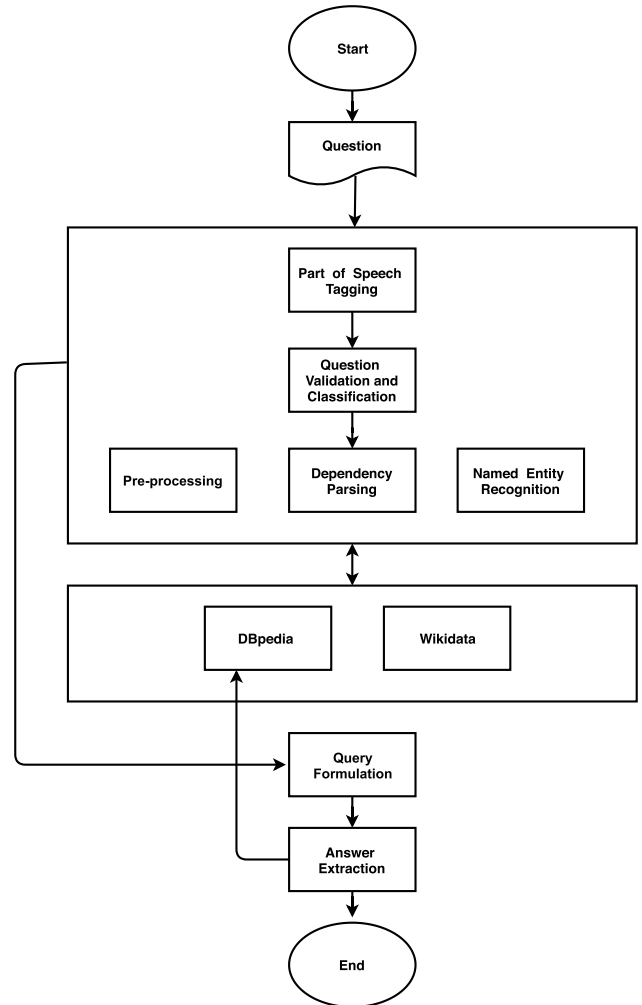 Start
Question
Part of Speech
Tagging
Question
Validation and
Classification
Pre-processing
Dependency
Parsing
Named Entity
Recognition
DBpedia
Wikidata
Query
Formulation
Answer
Extraction
End